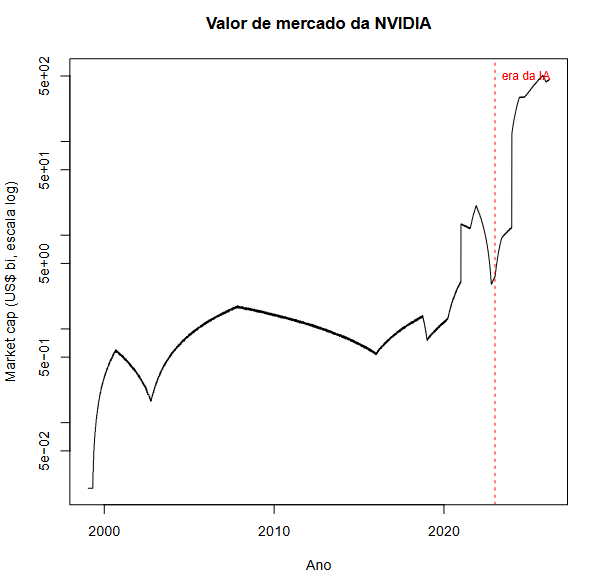 Valor de mercado da NVIDIA
era da IA
5e+02
5e+01
5e+00
5e-01
5e-02
Market cap (US$ bi, escala log)
2000
2010
2020
Ano